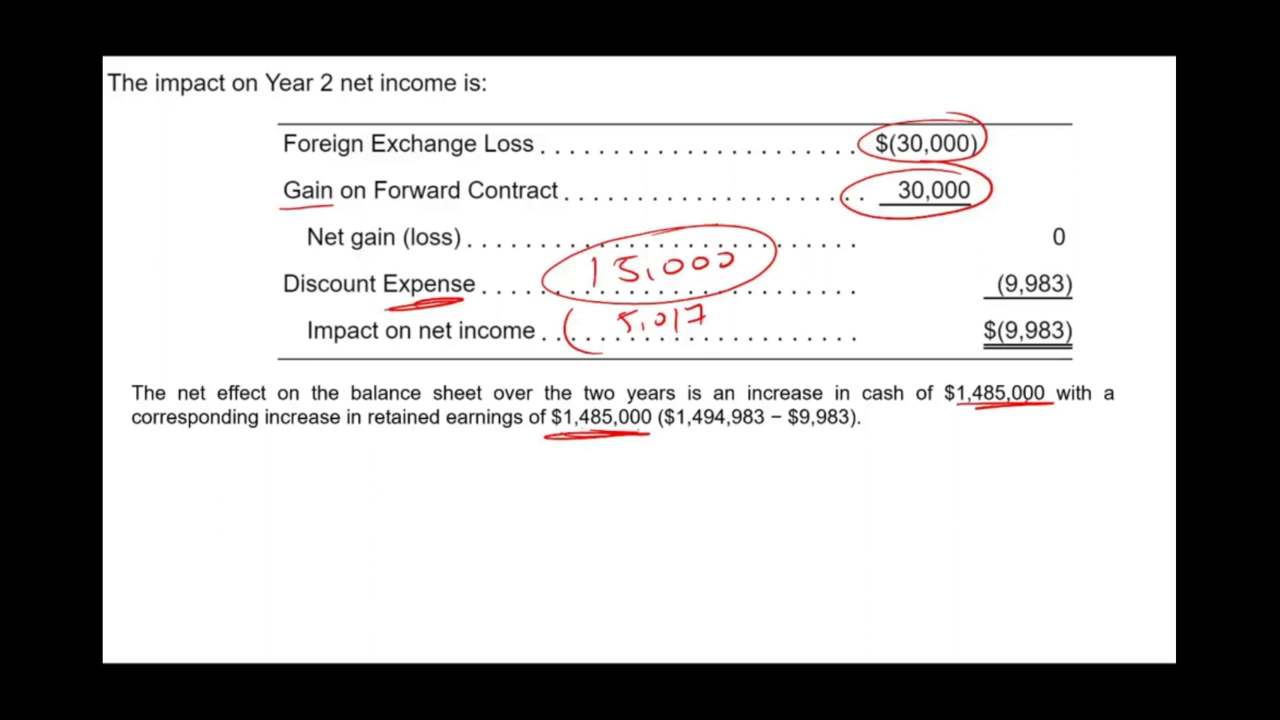 The impact on Year 2 net income is:
Foreign Exchange Loss . . . . . . . . . . . . . . . . . . . . . . . . . . $(30,000)
Gain on Forward Contract . . . . . . . . . . . . . . . . . . . . . . . . . 30,000
Net gain (loss) . . . . . . . . . . . . . . . . . . . . . . . . . . . . . . . . 0
15,000
Discount Expense . . . . . . . . . . . . . . . . . . . . . . . . . . . . . . . (9,983)
5,017
Impact on net income . . . . . . . . . . . . . . . . . . . . . . . . . . . $(9,983)
The net effect on the balance sheet over the two years is an increase in cash of $1,485,000 with a
corresponding increase in retained earnings of $1,485,000 ($1,494,983 − $9,983).